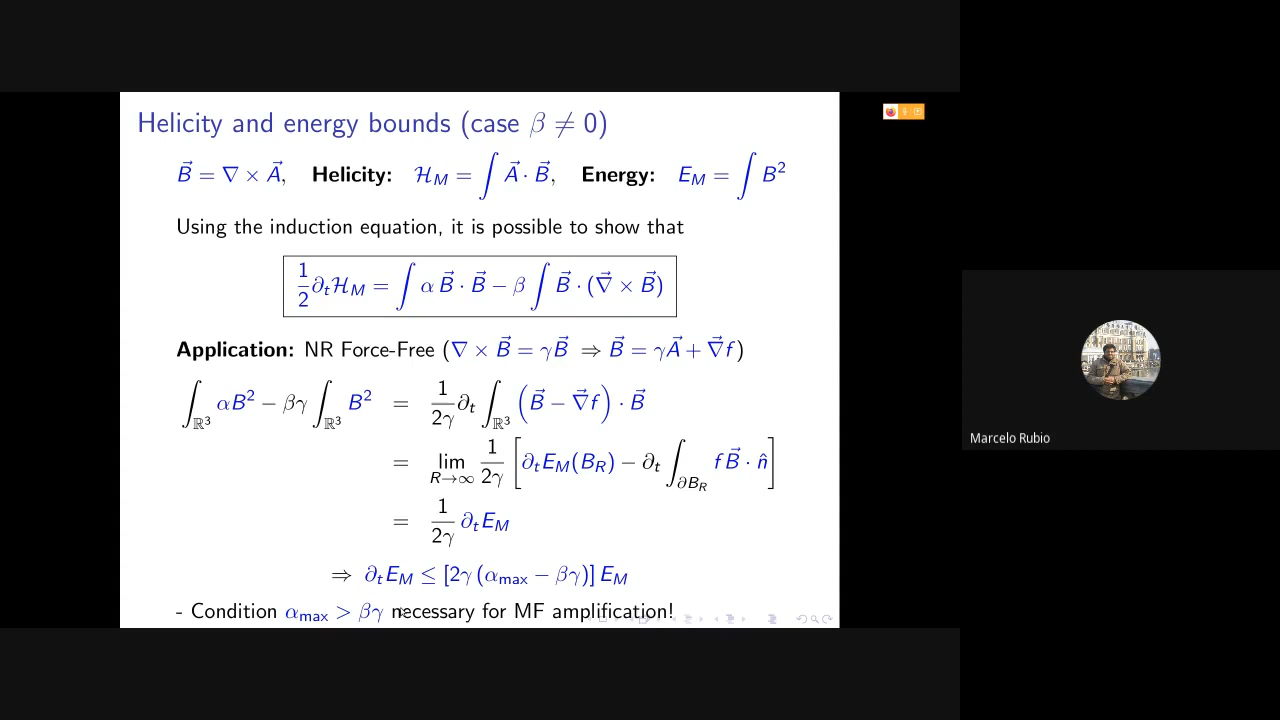 Helicity and energy bounds (case β ≠ 0)
B⃗ = ∇ × A⃗, Helicity: ℋ_M = ∫ A⃗ · B⃗, Energy: E_M = ∫ B²
Using the induction equation, it is possible to show that
1/2 ∂_t ℋ_M = ∫ α B⃗ · B⃗ − β ∫ B⃗ · (∇⃗ × B⃗)
Application: NR Force-Free (∇ × B⃗ = γB⃗ ⇒ B⃗ = γA⃗ + ∇⃗f)
∫_ℝ³ αB² − βγ ∫_ℝ³ B² = 1/2γ ∂_t ∫_ℝ³ (B⃗ − ∇⃗f) · B⃗
= lim_{R→∞} 1/2γ [∂_t E_M(B_R) − ∂_t ∫_∂B_R f B⃗ · n̂]
= 1/2γ ∂_t E_M
⇒ ∂_t E_M ≤ [2γ (α_max − βγ)] E_M
- Condition α_max > βγ necessary for MF amplification!
Marcelo Rubio